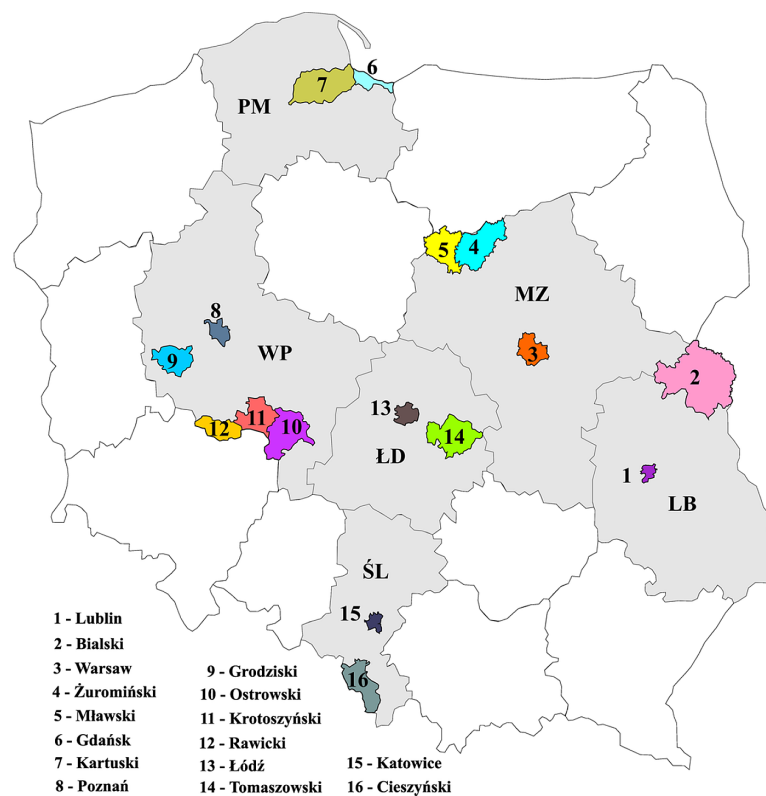 6
7
PM
5
4
MZ
8
3
WP
9
2
13
11
12
10
14
ŁD
1
LB
ŚL
15
16
1 - Lublin
2 - Bialski
3 - Warsaw
4 - Żuromiński
5 - Mławski
6 - Gdańsk
7 - Kartuski
8 - Poznań
9 - Grodziski
10 - Ostrowski
11 - Krotoszyński
12 - Rawicki
13 - Łódź
14 - Tomaszowski
15 - Katowice
16 - Cieszyński